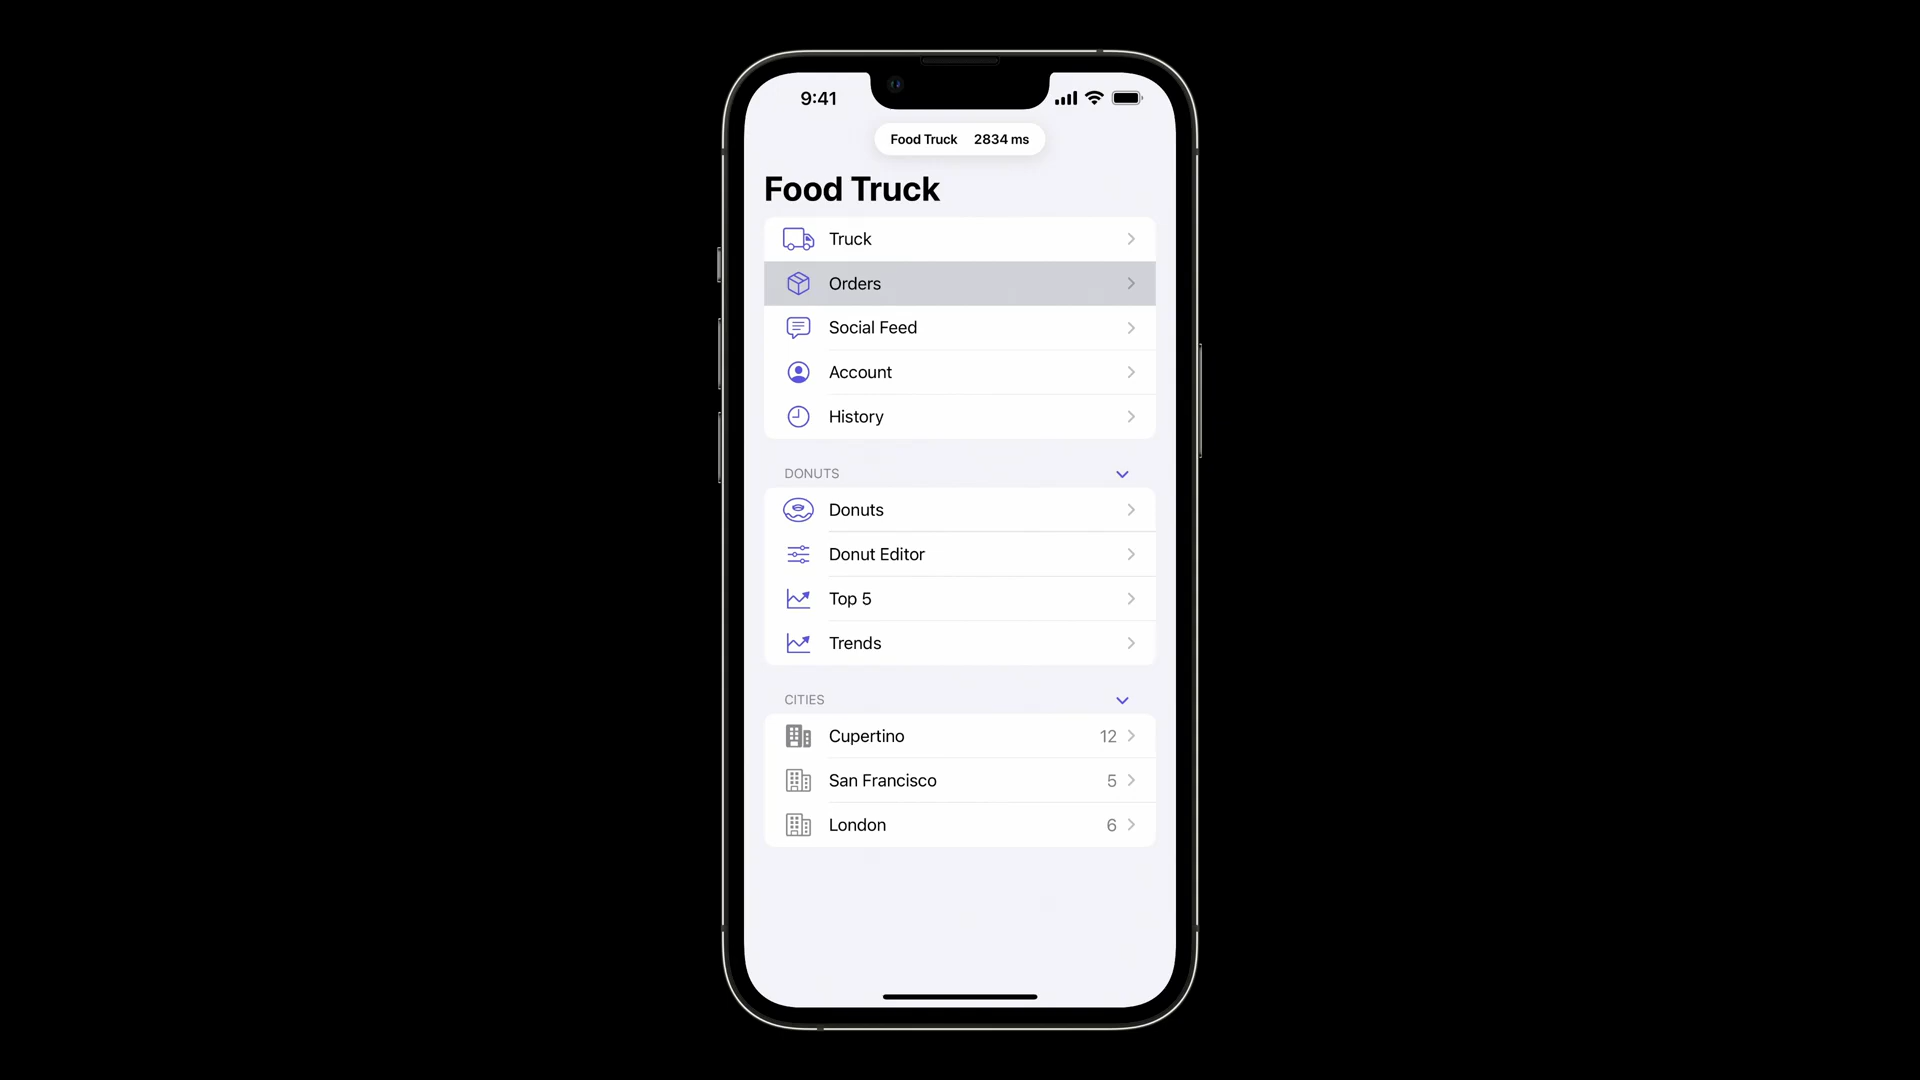 9:41
Food Truck 2834 ms
Food Truck
Truck
Orders
Social Feed
Account
History
DONUTS
Donuts
Donut Editor
Top 5
Trends
CITIES
Cupertino 12
San Francisco 5
London 6